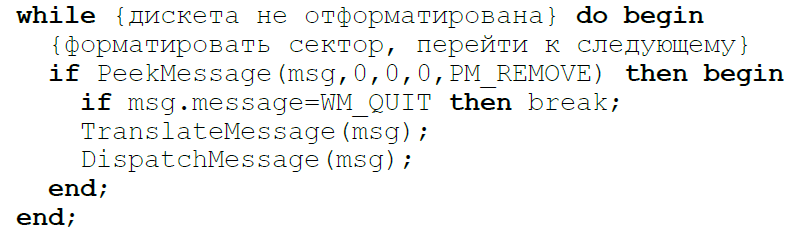 while {дискета не отформатирована} do begin
  {форматировать сектор, перейти к следующему}
  if PeekMessage(msg,0,0,0,PM_REMOVE) then begin
    if msg.message=WM_QUIT then break;
    TranslateMessage(msg);
    DispatchMessage(msg);
  end;
end;